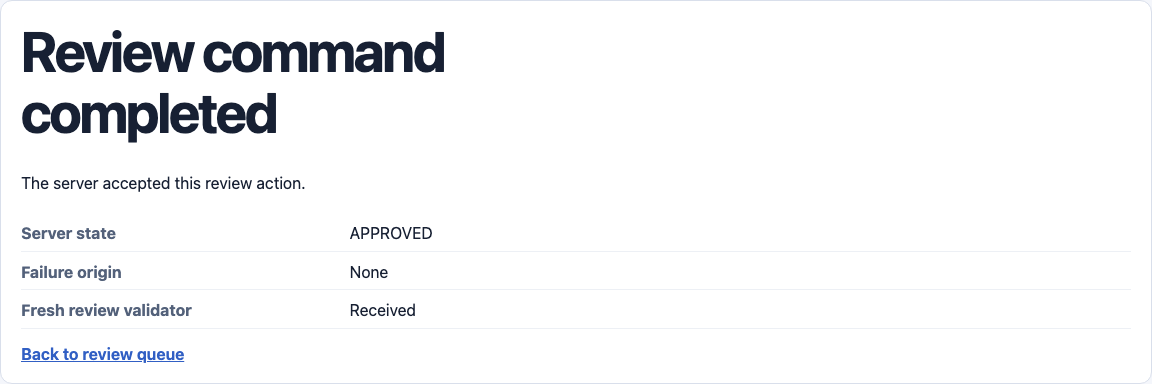 Review command
completed
The server accepted this review action.
Server state APPROVED
Failure origin None
Fresh review validator Received
Back to review queue